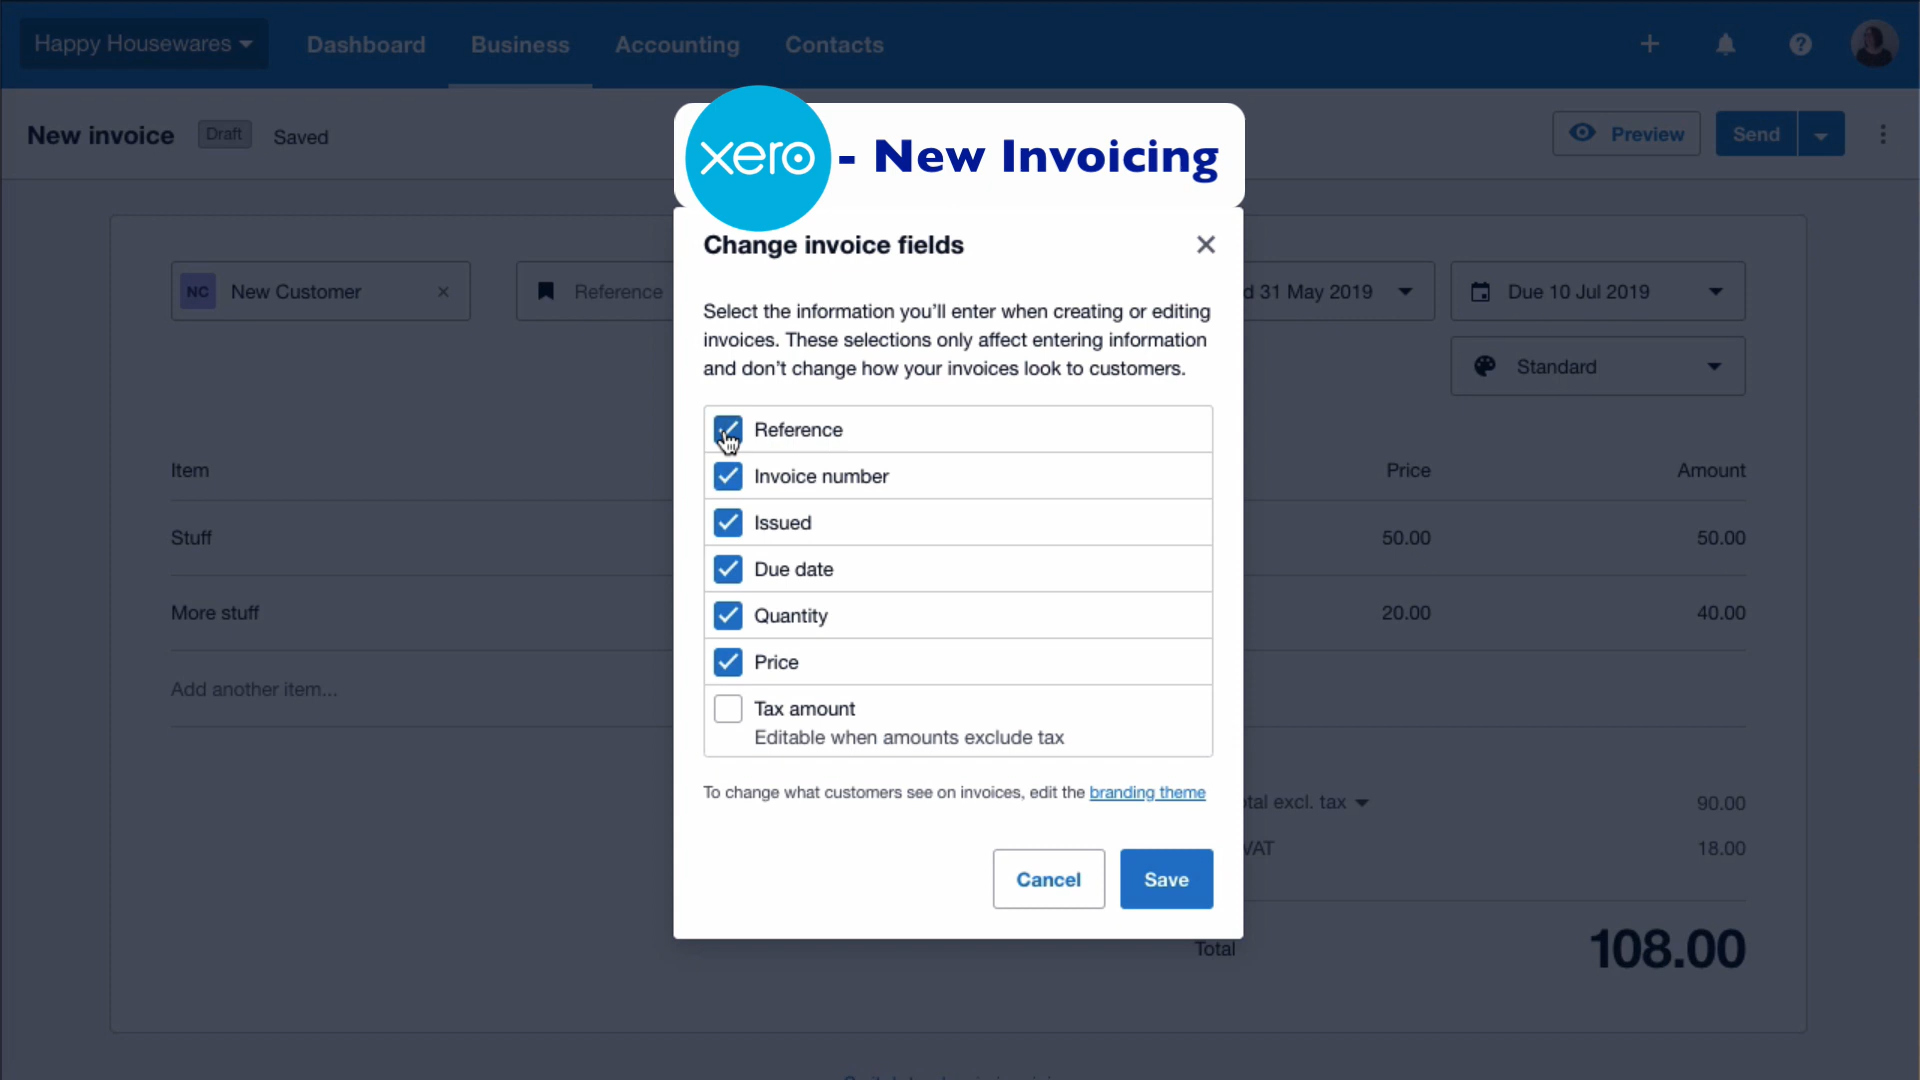 Happy Housewares
Dashboard
Business
Accounting
Contacts
New invoice
Draft
Saved
Preview
Send
xero
- New Invoicing
Change invoice fields
NC
New Customer
Reference
31 May 2019
Due 10 Jul 2019
Standard
Select the information you'll enter when creating or editing
invoices. These selections only affect entering information
and don't change how your invoices look to customers.
Reference
Invoice number
Issued
Due date
Quantity
Price
Tax amount
Editable when amounts exclude tax
To change what customers see on invoices, edit the branding theme
Cancel
Save
Item
Price
Amount
Stuff
50.00
50.00
More stuff
20.00
40.00
Add another item...
excl. tax
90.00
VAT
18.00
Total
108.00